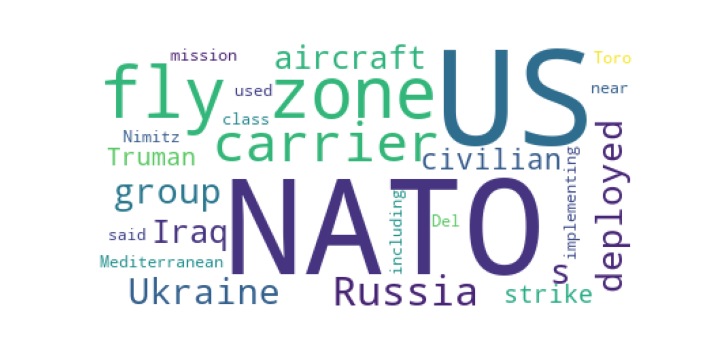 mission
aircraft
US
Toro
fly
zone
used
near
class
Nimitz
carrier
Truman
civilian
implementing
deployed
group
NATO
including
Del
said
Iraq
Mediterranean
s
Ukraine
Russia
strike